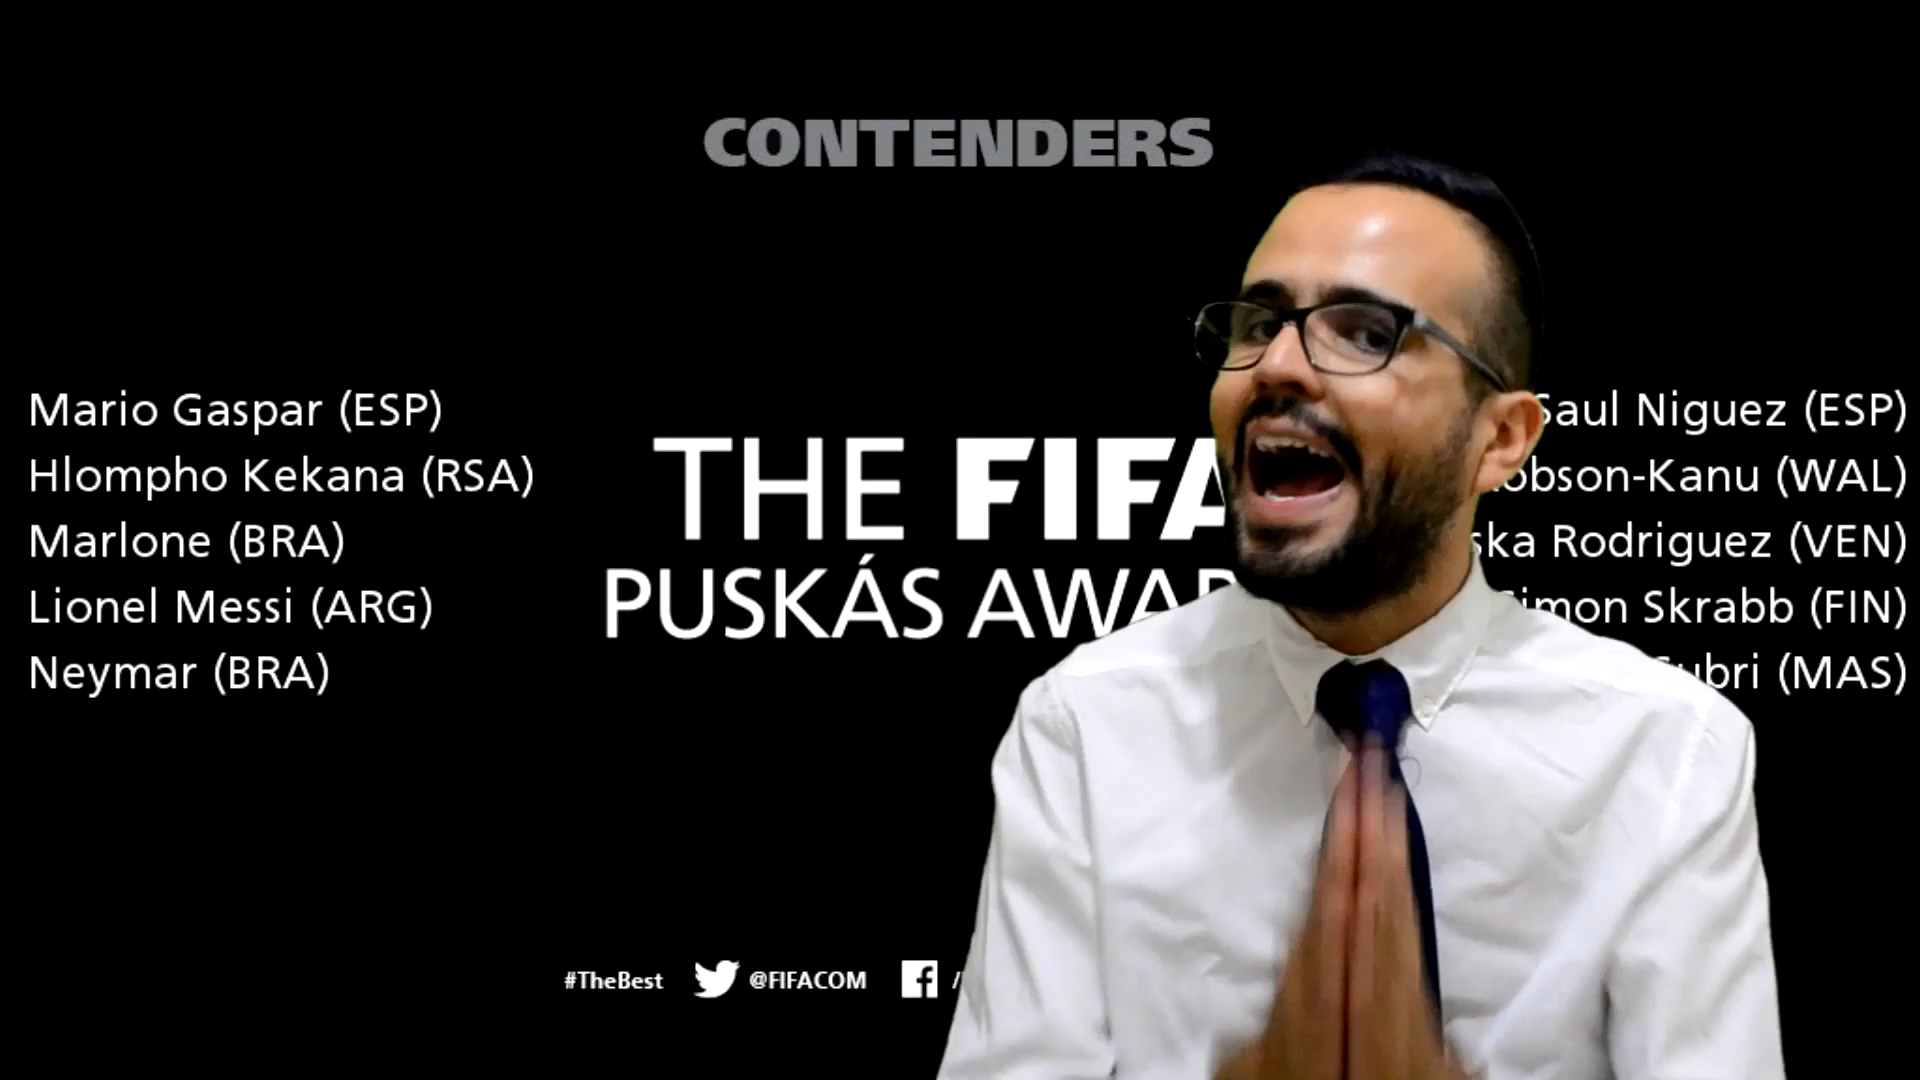 CONTENDERS
Mario Gaspar (ESP)
Hlompho Kekana (RSA)
Marlone (BRA)
Lionel Messi (ARG)
Neymar (BRA)
THE FIFA
PUSKÁS
Saul Niguez (ESP)
(WAL)
Rodriguez (VEN)
Simon Skrabb (FIN)
(MAS)
#TheBest @FIFACOM